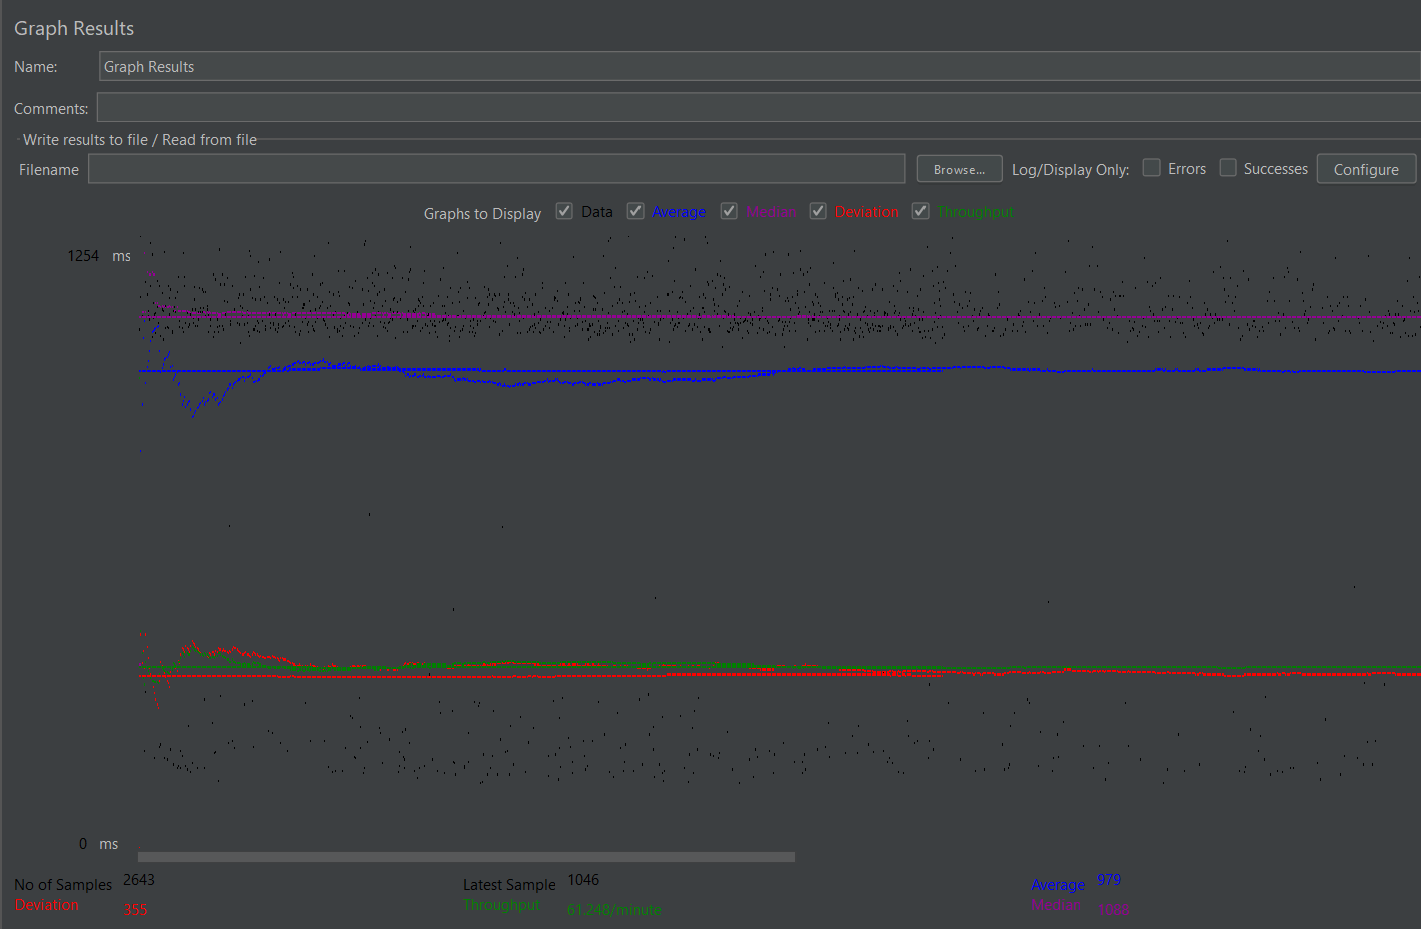 Graph Results
Name: Graph Results
Comments:
Write results to file / Read from file
Filename Browse... Log/Display Only: Errors Successes Configure
Graphs to Display Data Average Median Deviation Throughput
1254 ms
0 ms
No of Samples 2643 Latest Sample 1046 Average 979
Deviation 355 Throughput 61.248/minute Median 1088